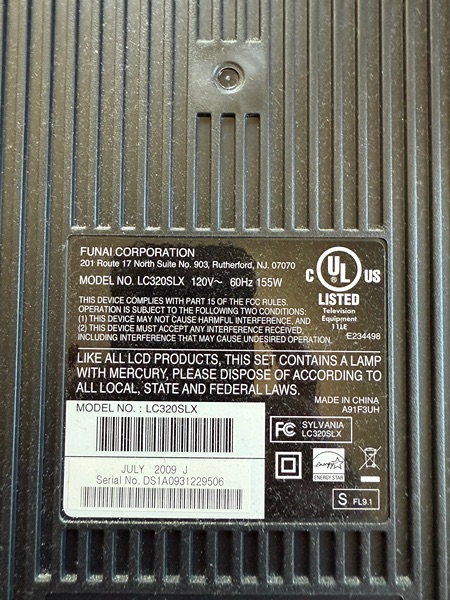 FUNAI CORPORATION
201 Route 17 North Suite No. 903, Rutherford, NJ. 07070
MODEL NO. LC320SLX 120V~ 60Hz 155W
THIS DEVICE COMPLIES WITH PART 15 OF THE FCC RULES.
OPERATION IS SUBJECT TO THE FOLLOWING TWO CONDITIONS:
(1) THIS DEVICE MAY NOT CAUSE HARMFUL INTERFERENCE, AND
(2) THIS DEVICE MUST ACCEPT ANY INTERFERENCE RECEIVED,
INCLUDING INTERFERENCE THAT MAY CAUSE UNDESIRED OPERATION.
C UL US
LISTED
Television
Equipment
11LE
E234498
LIKE ALL LCD PRODUCTS, THIS SET CONTAINS A LAMP
WITH MERCURY, PLEASE DISPOSE OF ACCORDING TO
ALL LOCAL, STATE AND FEDERAL LAWS.
MADE IN CHINA
A91F3UH
MODEL NO. : LC320SLX
JULY 2009 J
Serial No. DS1A0931229506
FC SYLVANIA
LC320SLX
energy
ENERGY STAR
S FL9.1